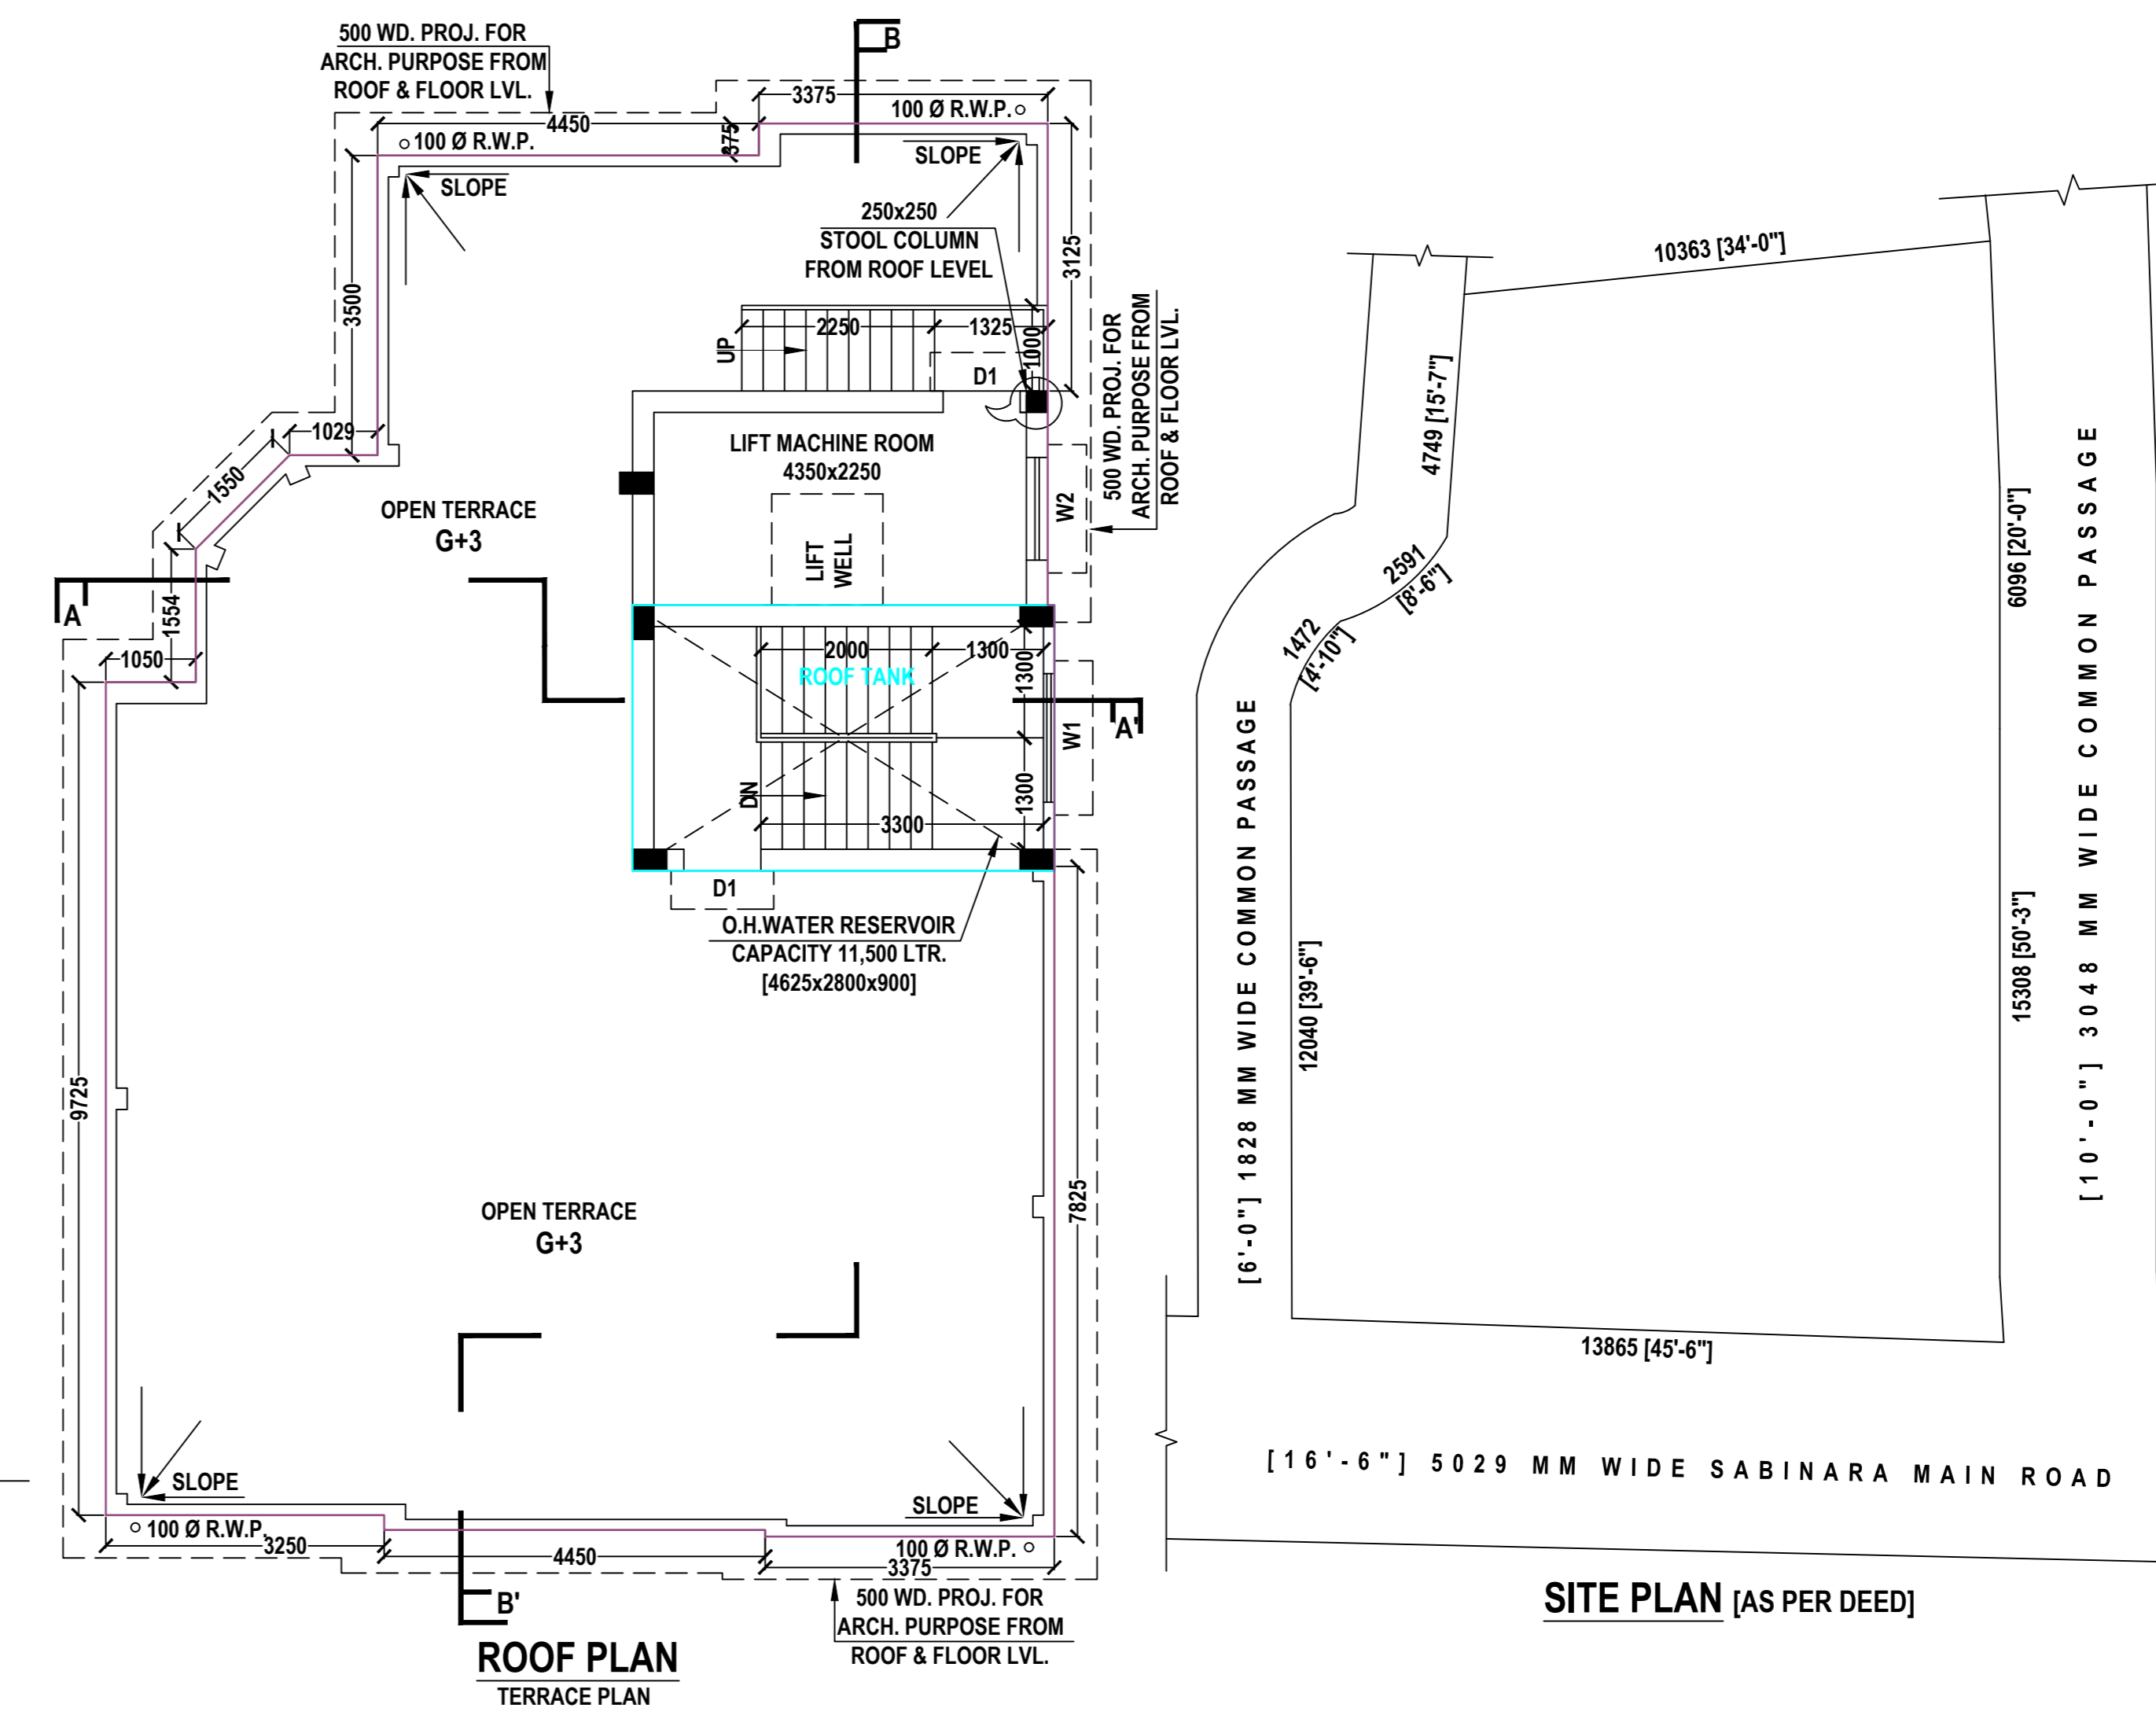 500 WD. PROJ. FOR
ARCH. PURPOSE FROM
ROOF & FLOOR LVL.
B
3375
100 Ø R.W.P.
4450
375
100 Ø R.W.P.
SLOPE
SLOPE
250x250
STOOL COLUMN
FROM ROOF LEVEL
3125
3500
2250
1325
1000
UP
D1
500 WD. PROJ. FOR
ARCH. PURPOSE FROM
ROOF & FLOOR LVL.
1029
LIFT MACHINE ROOM
4350x2250
1550
W2
OPEN TERRACE
G+3
LIFT
WELL
A
1554
1050
2000
1300
1300
ROOF TANK
A'
W1
DN
1300
3300
D1
O.H.WATER RESERVOIR
CAPACITY 11,500 LTR.
[4625x2800x900]
9725
7825
OPEN TERRACE
G+3
SLOPE
SLOPE
100 Ø R.W.P.
3250
4450
100 Ø R.W.P.
3375
B'
500 WD. PROJ. FOR
ARCH. PURPOSE FROM
ROOF & FLOOR LVL.
ROOF PLAN
TERRACE PLAN
10363 [34'-0"]
4749 [15'-7"]
2591
[8'-6"]
1472
[4'-10"]
6096 [20'-0"]
15308 [50'-3"]
12040 [39'-6"]
[6'-0"] 1828 MM WIDE COMMON PASSAGE
[10'-0"] 3048 MM WIDE COMMON PASSAGE
13865 [45'-6"]
[16'-6"] 5029 MM WIDE SABINARA MAIN ROAD
SITE PLAN [AS PER DEED]